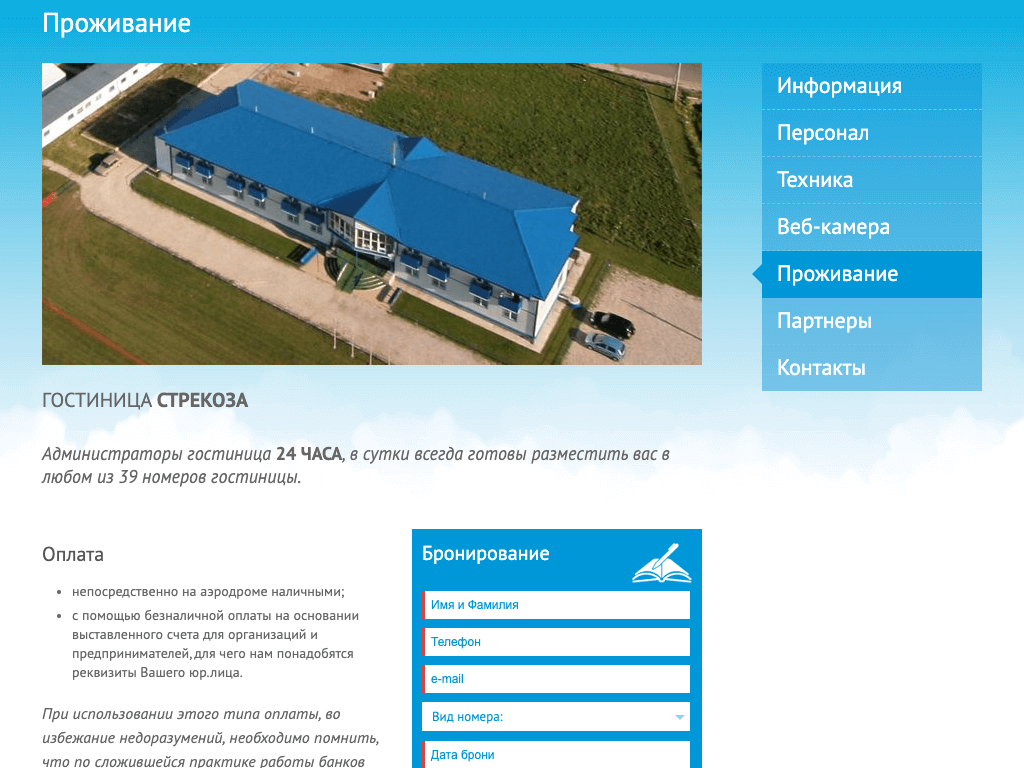 Проживание
Информация
Персонал
Техника
Веб-камера
Проживание
Партнеры
Контакты
ГОСТИНИЦА СТРЕКОЗА
Администраторы гостиница 24 ЧАСА, в сутки всегда готовы разместить вас в
любом из 39 номеров гостиницы.
Оплата
непосредственно на аэродроме наличными;
с помощью безналичной оплаты на основании
выставленного счета для организаций и
предпринимателей, для чего нам понадобятся
реквизиты Вашего юр.лица.
При использовании этого типа оплаты, во
избежание недоразумений, необходимо помнить,
что по сложившейся практике работы банков
Бронирование
Имя и Фамилия
Телефон
e-mail
Вид номера:
Дата брони